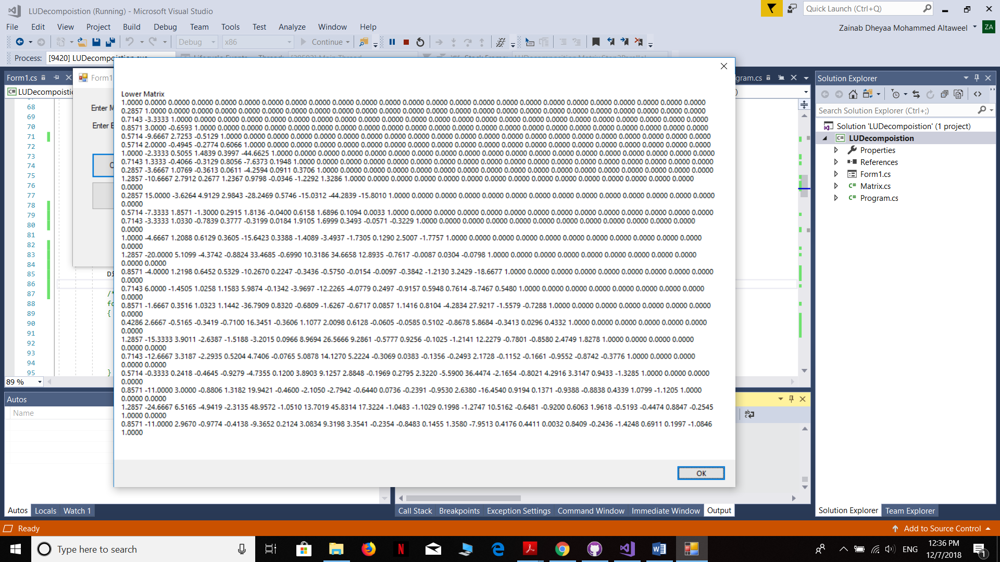 LUDecompoistion (Running) - Microsoft Visual Studio
Quick Launch (Ctrl+Q)
File Edit View Project Build Debug Team Tools Test Analyze Window Help
Zainab Dheyaa Mohammed Altaweel ZA
Debug x86 Continue
Process: [9420] LUDecompoistion.exe
Form1.cs
Form1
gram.cs
LUDecompoistic
Enter M
Enter E
Lower Matrix
1.0000 0.0000 0.0000 0.0000 0.0000 0.0000 0.0000 0.0000 0.0000 0.0000 0.0000 0.0000 0.0000 0.0000 0.0000 0.0000 0.0000 0.0000 0.0000 0.0000 0.0000 0.0000 0.0000 0.0000 0.0000
0.2857 1.0000 0.0000 0.0000 0.0000 0.0000 0.0000 0.0000 0.0000 0.0000 0.0000 0.0000 0.0000 0.0000 0.0000 0.0000 0.0000 0.0000 0.0000 0.0000 0.0000 0.0000 0.0000 0.0000 0.0000
0.7143 -3.3333 1.0000 0.0000 0.0000 0.0000 0.0000 0.0000 0.0000 0.0000 0.0000 0.0000 0.0000 0.0000 0.0000 0.0000 0.0000 0.0000 0.0000 0.0000 0.0000 0.0000 0.0000 0.0000 0.0000
0.8571 3.0000 -0.6593 1.0000 0.0000 0.0000 0.0000 0.0000 0.0000 0.0000 0.0000 0.0000 0.0000 0.0000 0.0000 0.0000 0.0000 0.0000 0.0000 0.0000 0.0000 0.0000 0.0000 0.0000 0.0000
0.5714 -9.6667 2.7253 -0.5129 1.0000 0.0000 0.0000 0.0000 0.0000 0.0000 0.0000 0.0000 0.0000 0.0000 0.0000 0.0000 0.0000 0.0000 0.0000 0.0000 0.0000 0.0000 0.0000 0.0000 0.0000
0.5714 2.0000 -0.4945 -0.2774 0.6066 1.0000 0.0000 0.0000 0.0000 0.0000 0.0000 0.0000 0.0000 0.0000 0.0000 0.0000 0.0000 0.0000 0.0000 0.0000 0.0000 0.0000 0.0000 0.0000 0.0000
1.0000 -2.3333 0.5055 1.4839 0.3997 -44.6625 1.0000 0.0000 0.0000 0.0000 0.0000 0.0000 0.0000 0.0000 0.0000 0.0000 0.0000 0.0000 0.0000 0.0000 0.0000 0.0000 0.0000 0.0000 0.0000
0.7143 1.3333 -0.4066 -0.3129 0.8056 -7.6373 0.1948 1.0000 0.0000 0.0000 0.0000 0.0000 0.0000 0.0000 0.0000 0.0000 0.0000 0.0000 0.0000 0.0000 0.0000 0.0000 0.0000 0.0000 0.0000
0.2857 -3.6667 1.0769 -0.3613 0.0611 -4.2594 0.0911 0.3706 1.0000 0.0000 0.0000 0.0000 0.0000 0.0000 0.0000 0.0000 0.0000 0.0000 0.0000 0.0000 0.0000 0.0000 0.0000 0.0000 0.0000
1.2857 -10.6667 2.7912 0.2677 1.2367 0.9798 -0.0346 -1.2292 1.3286 1.0000 0.0000 0.0000 0.0000 0.0000 0.0000 0.0000 0.0000 0.0000 0.0000 0.0000 0.0000 0.0000 0.0000 0.0000
0.0000
0.2857 15.0000 -3.6264 4.9129 2.9843 -28.2469 0.5746 -15.0312 -44.2839 -15.8010 1.0000 0.0000 0.0000 0.0000 0.0000 0.0000 0.0000 0.0000 0.0000 0.0000 0.0000 0.0000 0.0000 0.0000
0.0000
0.5714 -7.3333 1.8571 -1.3000 0.2915 1.8136 -0.0400 0.6158 1.6896 0.1094 0.0033 1.0000 0.0000 0.0000 0.0000 0.0000 0.0000 0.0000 0.0000 0.0000 0.0000 0.0000 0.0000 0.0000 0.0000
0.7143 -3.3333 1.0330 -0.7839 0.3777 -0.3199 0.0184 1.9105 1.6999 0.3493 -0.0571 -0.3229 1.0000 0.0000 0.0000 0.0000 0.0000 0.0000 0.0000 0.0000 0.0000 0.0000 0.0000 0.0000
0.0000
1.0000 -4.6667 1.2088 0.6129 0.3605 -15.6423 0.3388 -1.4089 -3.4937 -1.7305 0.1290 2.5007 -1.7757 1.0000 0.0000 0.0000 0.0000 0.0000 0.0000 0.0000 0.0000 0.0000 0.0000 0.0000
0.0000
1.2857 -20.0000 5.1099 -4.3742 -0.8824 33.4685 -0.6990 10.3186 34.6658 12.8935 -0.7617 -0.0087 0.0304 -0.0798 1.0000 0.0000 0.0000 0.0000 0.0000 0.0000 0.0000 0.0000 0.0000
0.0000 0.0000
0.8571 -4.0000 1.2198 0.6452 0.5329 -10.2670 0.2247 -0.3436 -0.5750 -0.0154 -0.0097 -0.3842 -1.2130 3.2429 -18.6677 1.0000 0.0000 0.0000 0.0000 0.0000 0.0000 0.0000 0.0000 0.0000
0.0000
0.7143 6.0000 -1.4505 1.0258 1.1583 5.9874 -0.1342 -3.9697 -12.2265 -4.0779 0.2497 -0.9157 0.5948 0.7614 -8.7467 0.5480 1.0000 0.0000 0.0000 0.0000 0.0000 0.0000 0.0000 0.0000
0.0000
0.8571 -1.6667 0.3516 1.0323 1.1442 -36.7909 0.8320 -0.6809 -1.6267 -0.6717 0.0857 1.1416 0.8104 -4.2834 27.9217 -1.5579 -0.7288 1.0000 0.0000 0.0000 0.0000 0.0000 0.0000 0.0000
0.0000
0.4286 2.6667 -0.5165 -0.3419 -0.7100 16.3451 -0.3606 1.1077 2.0098 0.6128 -0.0605 -0.0585 0.5102 -0.8678 5.8684 -0.3413 0.0296 0.4332 1.0000 0.0000 0.0000 0.0000 0.0000 0.0000
0.0000
1.2857 -15.3333 3.9011 -2.6387 -1.5188 -3.2015 0.0966 8.9694 26.5666 9.2861 -0.5777 0.9256 -0.1025 -1.2141 12.2279 -0.7801 -0.8580 2.4749 1.8278 1.0000 0.0000 0.0000 0.0000
0.0000 0.0000
0.7143 -12.6667 3.3187 -2.2935 0.5204 4.7406 -0.0765 5.0878 14.1270 5.2224 -0.3069 0.0383 -0.1356 -0.2493 2.1728 -0.1152 -0.1661 -0.9552 -0.8742 -0.3776 1.0000 0.0000 0.0000
0.0000 0.0000
0.5714 -0.3333 0.2418 -0.4645 -0.9279 -4.7355 0.1200 3.8903 9.1257 2.8848 -0.1969 0.2795 2.3220 -5.5900 36.4474 -2.1654 -0.8021 4.2916 3.3147 0.9433 -1.3285 1.0000 0.0000 0.0000
0.0000
0.8571 -11.0000 3.0000 -0.8806 1.3182 19.9421 -0.4600 -2.1050 -2.7942 -0.6440 0.0736 -0.2391 -0.9530 2.6380 -16.4540 0.9194 0.1371 -0.9388 -0.8838 0.4339 1.0799 -1.1205 1.0000
0.0000 0.0000
1.2857 -24.6667 6.5165 -4.9419 -2.3135 48.9572 -1.0510 13.7019 45.8314 17.3224 -1.0483 -1.1029 0.1998 -1.2747 10.5162 -0.6481 -0.9200 0.6063 1.9618 -0.5193 -0.4474 0.8847 -0.2545
1.0000 0.0000
0.8571 -11.0000 2.9670 -0.9774 -0.4138 -9.3652 0.2124 3.0834 9.3198 3.3541 -0.2354 -0.8483 0.1455 1.3580 -7.9513 0.4176 0.4411 0.0032 0.8409 -0.2436 -1.4248 0.6911 0.1997 -1.0846
1.0000
OK
68
69
70
71
72
73
74
75
76
77
78
79
80
81
82
83
84
85 Di
86
87 /*
88 fo
89 {
90
91
92
93
94
95 }
89 %
Autos
Name
Autos Locals Watch 1
Call Stack Breakpoints Exception Settings Command Window Immediate Window Output
Solution Explorer
Search Solution Explorer (Ctrl+;)
Solution 'LUDecompoistion' (1 project)
LUDecompoistion
Properties
References
Form1.cs
C# Matrix.cs
C# Program.cs
Solution Explorer Team Explorer
Ready
Add to Source Control
Type here to search
ENG
12:36 PM
12/7/2018
1